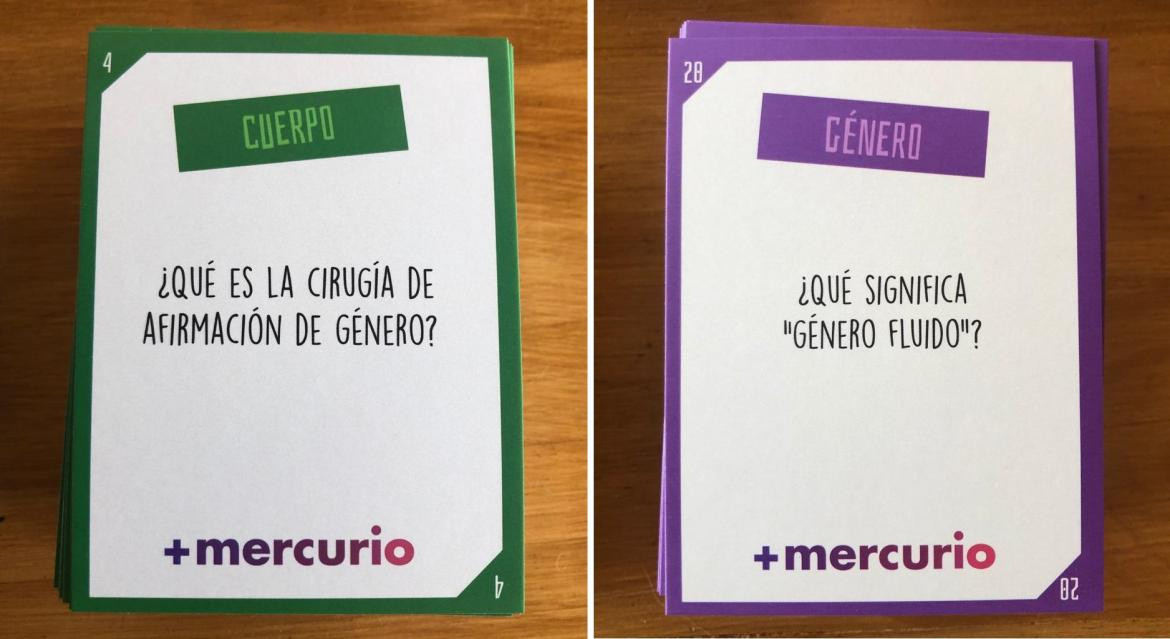 4
CUERPO
¿QUÉ ES LA CIRUGÍA DE
AFIRMACIÓN DE GÉNERO?
+mercurio
4
28
GÉNERO
¿QUÉ SIGNIFICA
"GÉNERO FLUIDO"?
+mercurio
28